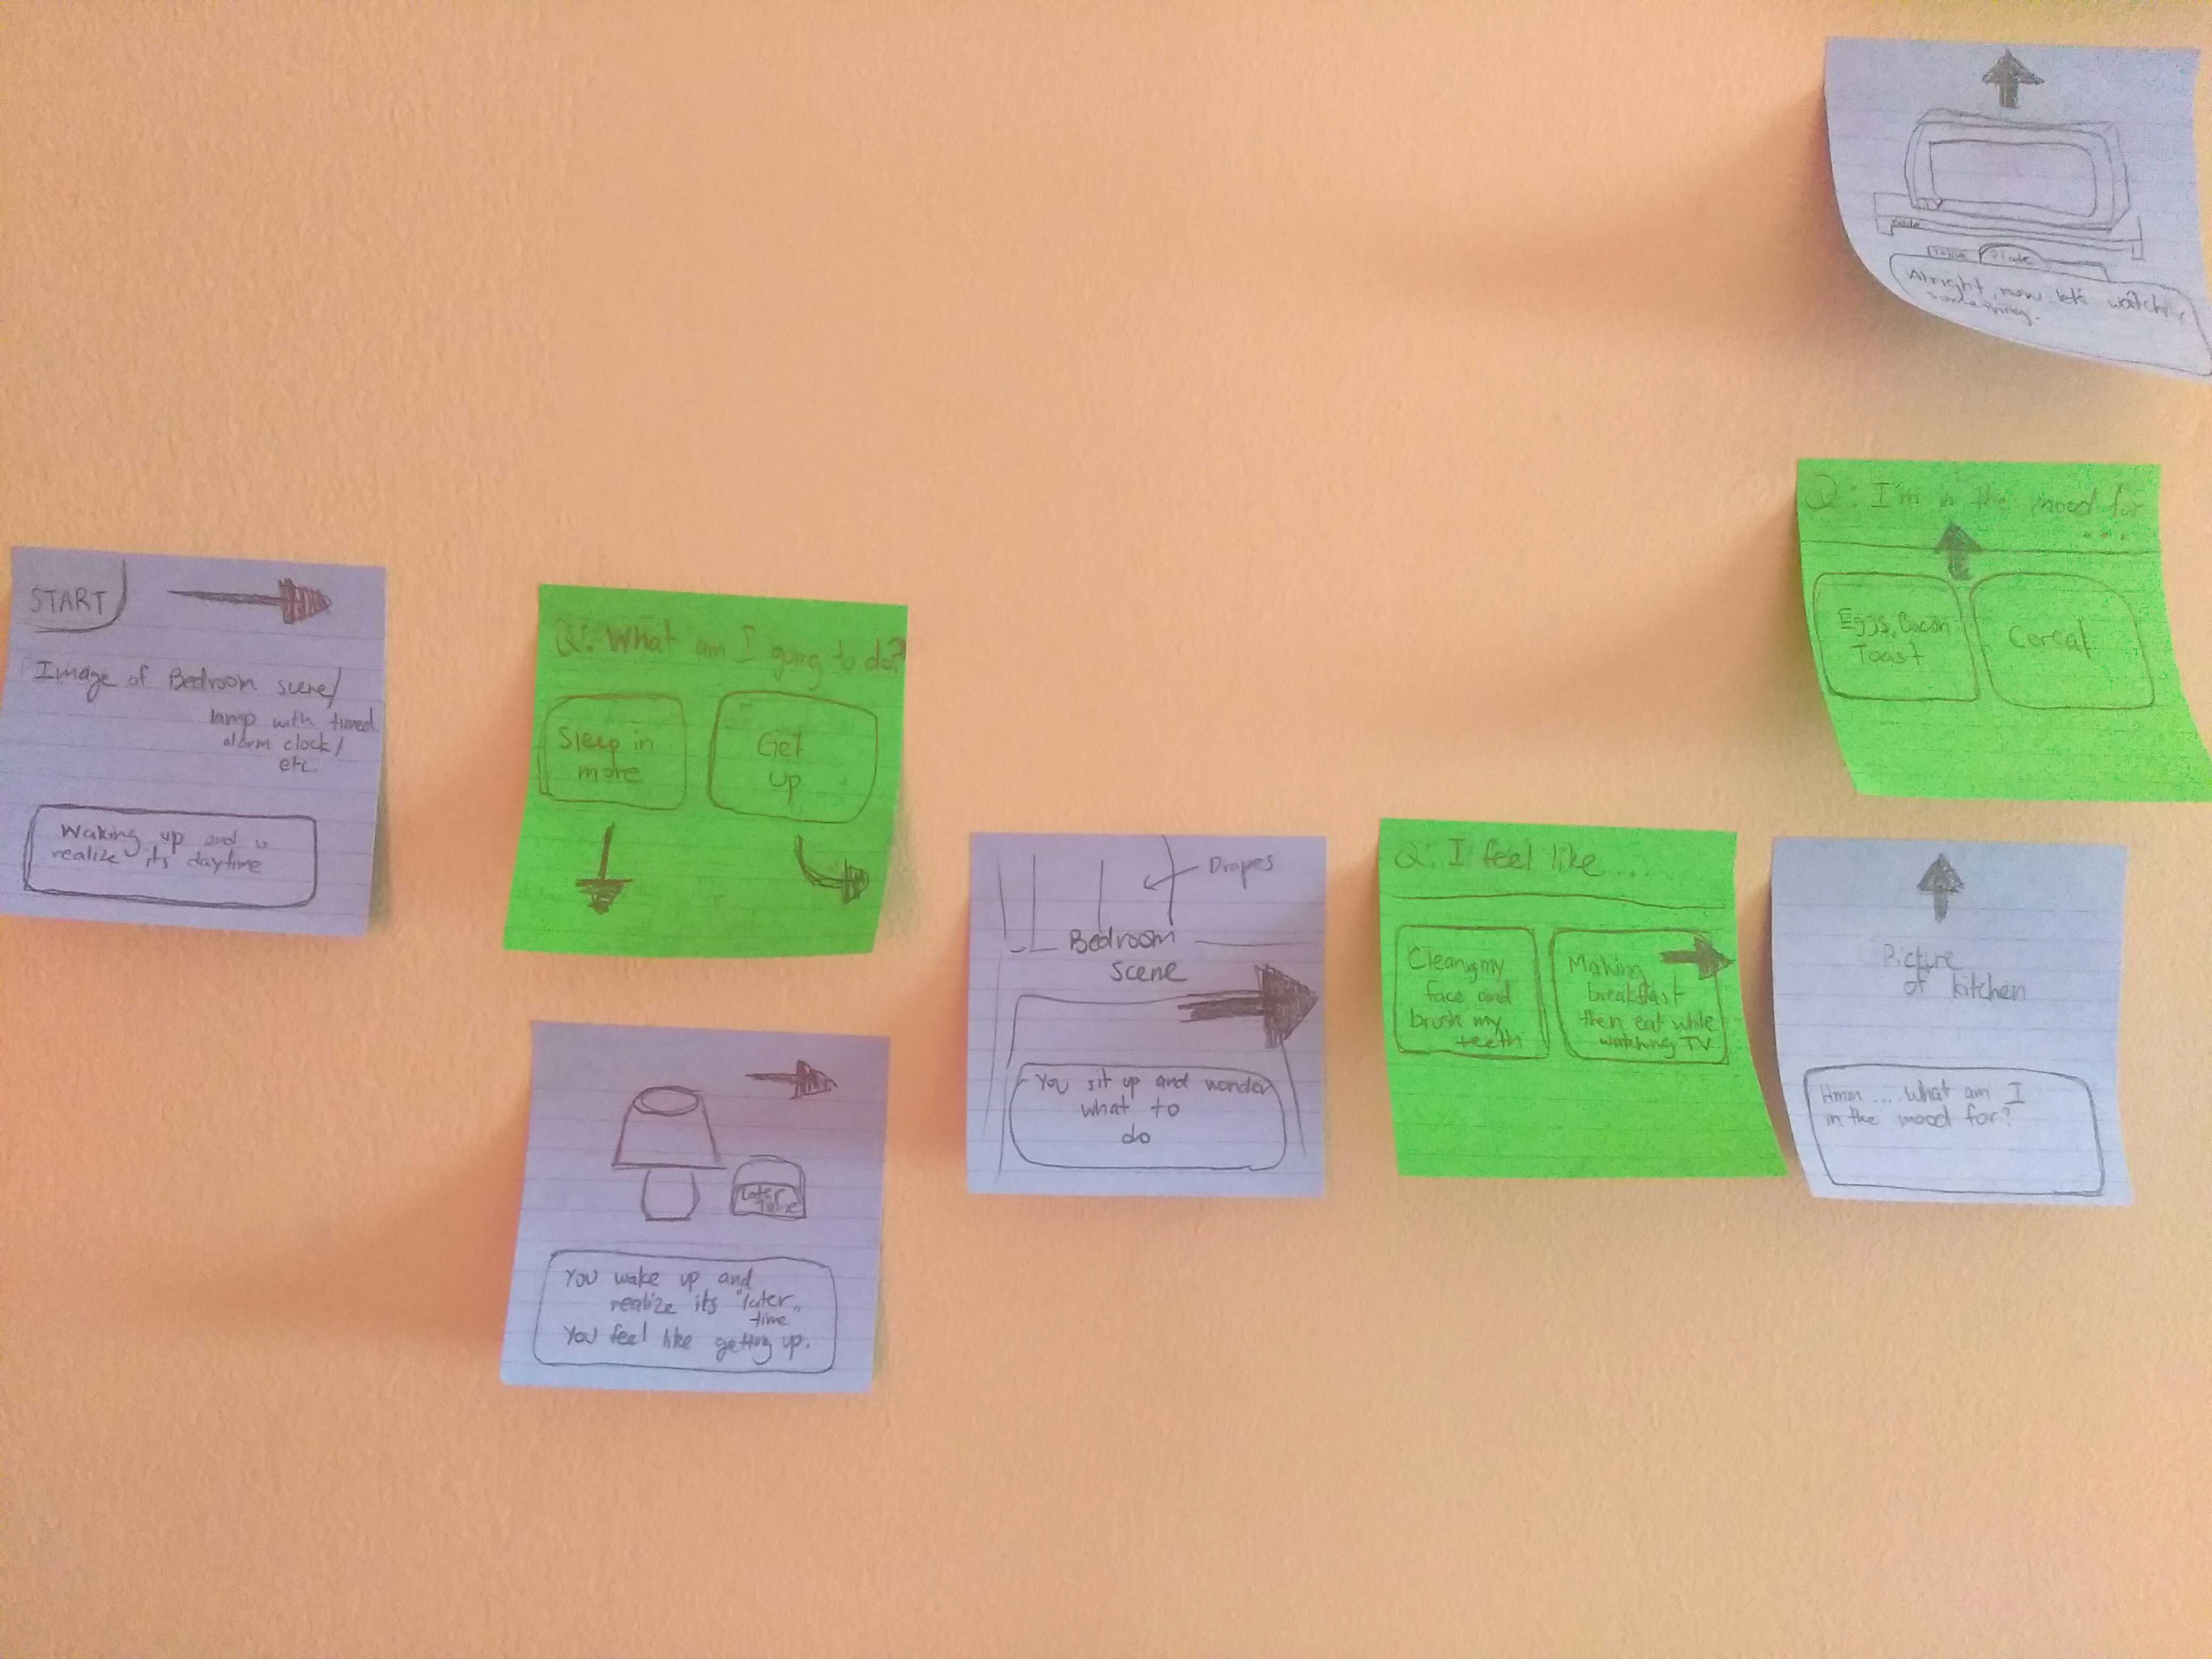 START
Image of Bedroom scene/
lamp with timed
alarm clock/
etc.
Waking up and u
realize its daytime
Q: What am I going to do?
Sleep in
more
Get
up
Later
Time
You wake up and
realize its "later"
time
You feel like getting up.
Drapes
Bedroom
scene
You sit up and wonder
what to
do
Q: I feel like.....
Cleaning my
face and
brush my
teeth
Making
breakfast
then eat while
watching TV
Picture
of kitchen
Hmm ... What am I
in the mood for?
Q: I'm in the mood for
...
Eggs, Bacon
Toast
Cereal
Table
Plate
Alright, now let's watch
something.